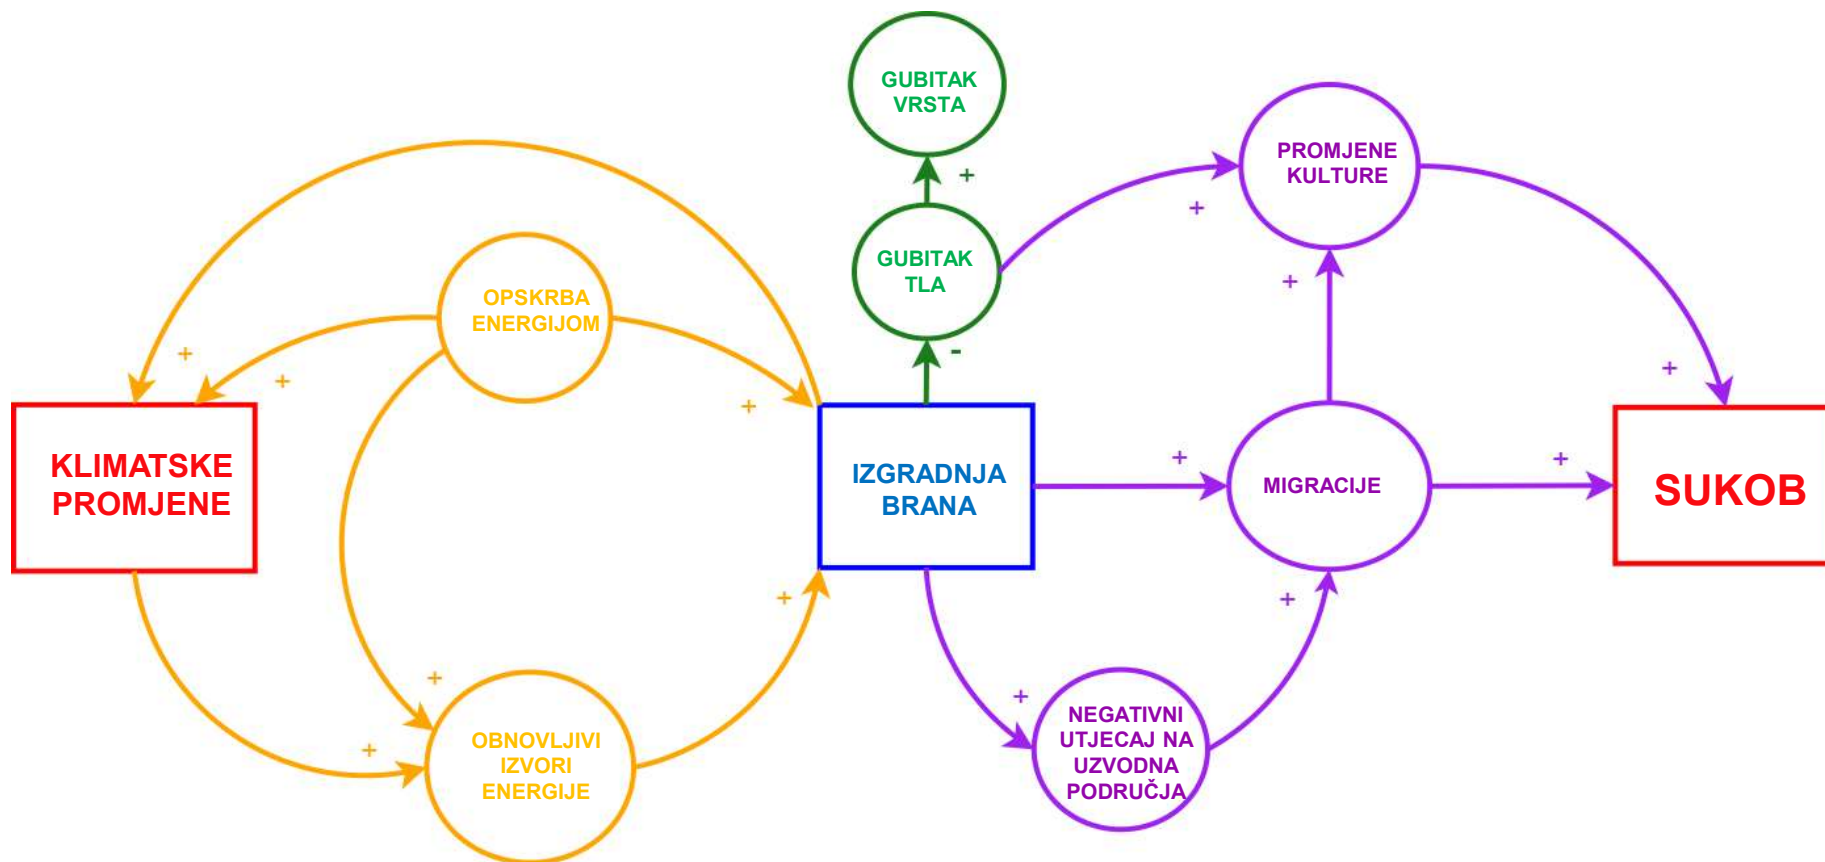 GUBITAK
VRSTA
+
PROMJENE
KULTURE
+
GUBITAK
TLA
+
-
OPSKRBA
ENERGIJOM
+
+
+
+
KLIMATSKE
PROMJENE
IZGRADNJA
BRANA
+
MIGRACIJE
+
SUKOB
+
+
+
+
+
OBNOVLJIVI
IZVORI
ENERGIJE
NEGATIVNI
UTJECAJ NA
UZVODNA
PODRUČJA